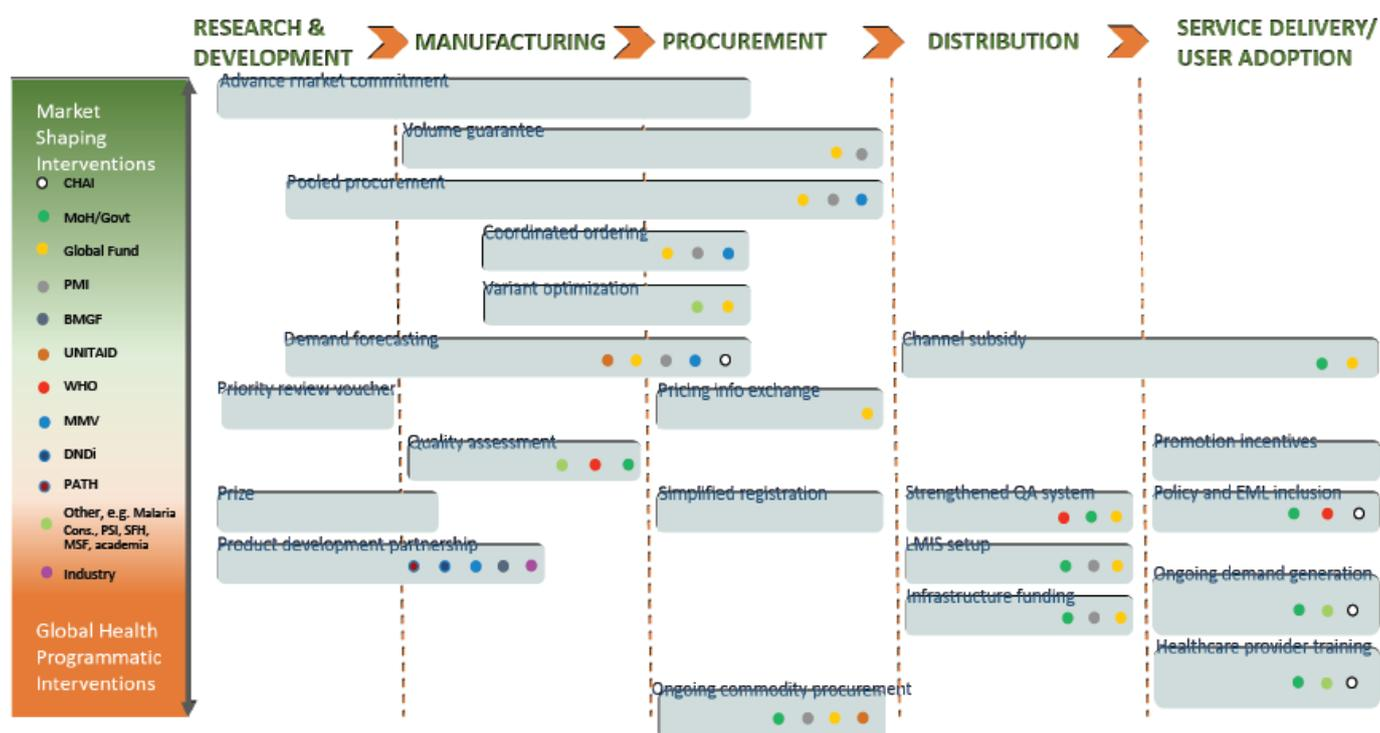 RESEARCH &
DEVELOPMENT
MANUFACTURING
PROCUREMENT
DISTRIBUTION
SERVICE DELIVERY/
USER ADOPTION
Market
Shaping
Interventions
CHAI
MoH/Govt
Global Fund
PMI
BMGF
UNITAID
WHO
MMV
DNDi
PATH
Other, e.g. Malaria
Cons., PSI, SFH,
MSF, academia
Industry
Global Health
Programmatic
Interventions
Advance market commitment
Volume guarantee
Pooled procurement
Coordinated ordering
Variant optimization
Demand forecasting
Channel subsidy
Priority review voucher
Pricing info exchange
Quality assessment
Promotion incentives
Prize
Simplified registration
Strengthened QA system
Policy and EML inclusion
Product development partnership
LMIS setup
Ongoing demand generation
Infrastructure funding
Healthcare provider training
Ongoing commodity procurement